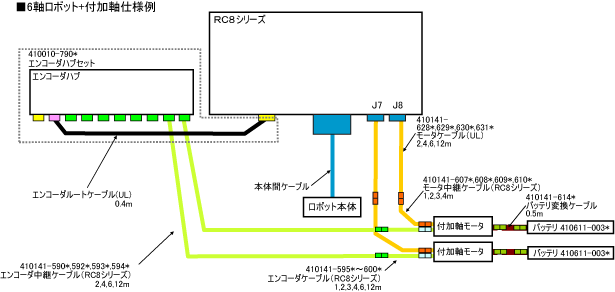 ■6軸ロボット+付加軸仕様例
RC8シリーズ
410010-790*
エンコーダハブセット
エンコーダハブ
J7
J8
410141-
628*,629*,630*,631*
モータケーブル(UL)
2,4,6,12m
エンコーダルートケーブル(UL)
0.4m
本体間ケーブル
ロボット本体
410141-607*,608*,609*,610*
モータ中継ケーブル(RC8シリーズ)
1,2,3,4m
410141-614*
バッテリ変換ケーブル
0.5m
付加軸モータ
バッテリ 410611-003*
付加軸モータ
バッテリ 410611-003*
410141-590*,592*,593*,594*
エンコーダ中継ケーブル(RC8シリーズ)
2,4,6,12m
410141-595*～600*
エンコーダケーブル(RC8シリーズ)
1,2,3,4,6,12m